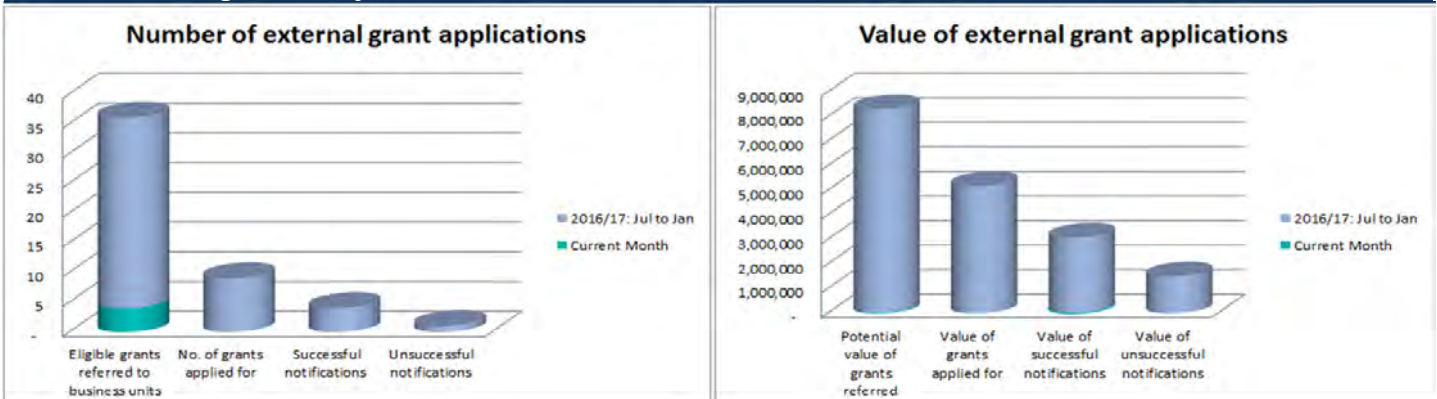 Number of external grant applications
40
35
30
25
20
15
10
5
-
Eligible grants
referred to
business units
No. of grants
applied for
Successful
notifications
Unsuccessful
notifications
2016/17: Jul to Jan
Current Month
Value of external grant applications
9,000,000
8,000,000
7,000,000
6,000,000
5,000,000
4,000,000
3,000,000
2,000,000
1,000,000
-
Potential
value of
grants
referred
Value of
grants
applied for
Value of
successful
notifications
Value of
unsuccessful
notifications
2016/17: Jul to Jan
Current Month